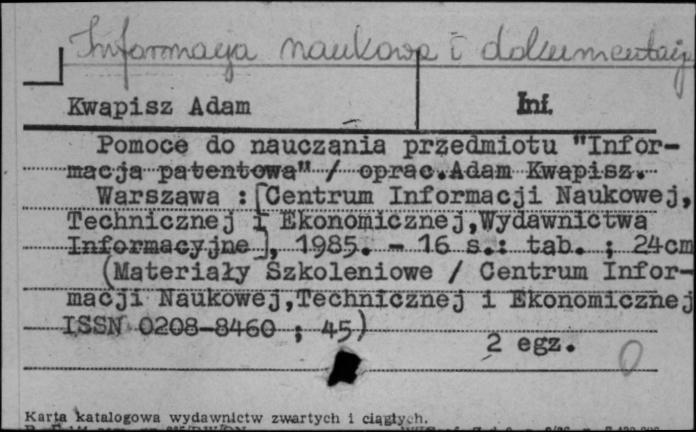 Informacja naukowa i dokumentacja
Kwapisz Adam Inf.
Pomoce do nauczania przedmiotu "Infor-
macja patentowa" / oprac.Adam Kwapisz.
Warszawa : [Centrum Informacji Naukowej,
Technicznej i Ekonomicznej,Wydawnictwa
Informacyjne], 1985. - 16 s.: tab. ; 24cm
(Materiały Szkoleniowe / Centrum Infor-
macji Naukowej,Technicznej i Ekonomicznej
ISSN 0208-8460 ; 45)
2 egz. 0
Karta katalogowa wydawnictw zwartych i ciągłych.